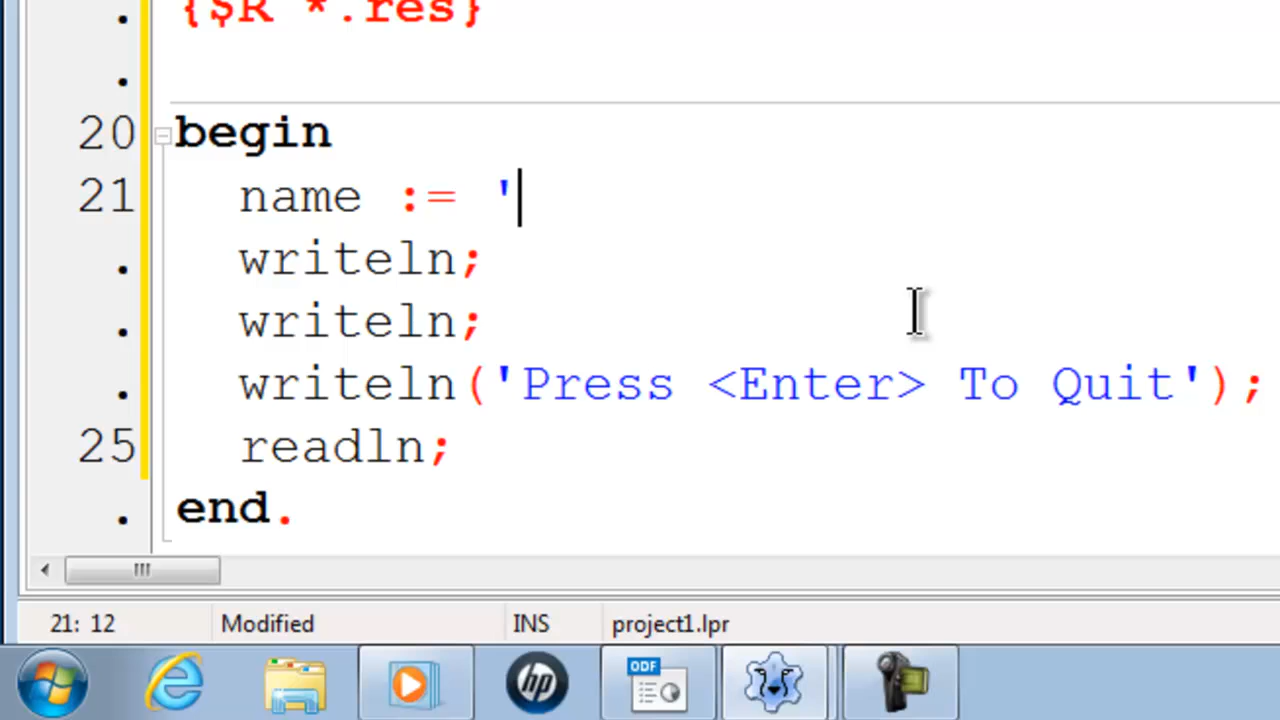 {$R *.res}
20 begin
21 name := '
writeln;
writeln;
writeln('Press <Enter> To Quit');
25 readln;
end.
21: 12 Modified INS project1.lpr
ODF
hp